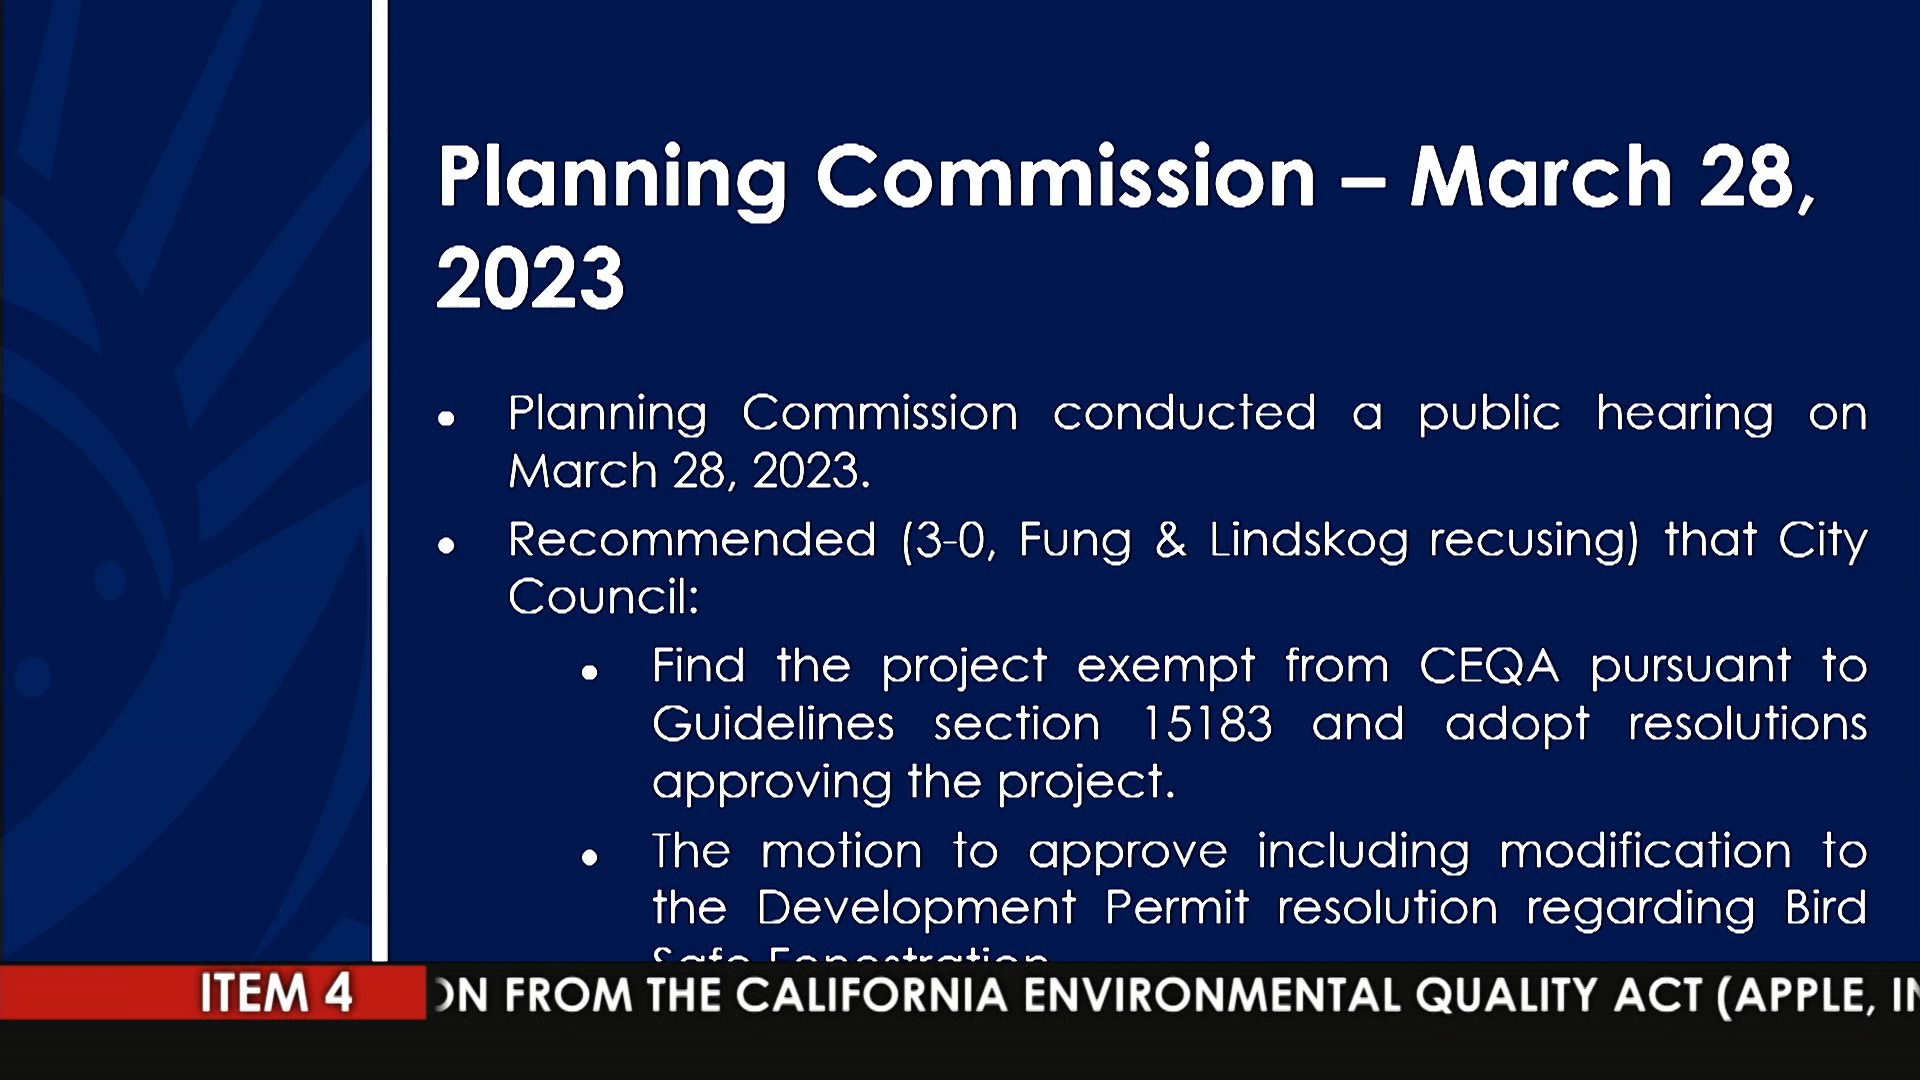 Planning Commission – March 28,
2023
• Planning Commission conducted a public hearing on
March 28, 2023.
• Recommended (3-0, Fung & Lindskog recusing) that City
Council:
• Find the project exempt from CEQA pursuant to
Guidelines section 15183 and adopt resolutions
approving the project.
• The motion to approve including modification to
the Development Permit resolution regarding Bird
Safe Fenestration
ITEM 4
ON FROM THE CALIFORNIA ENVIRONMENTAL QUALITY ACT (APPLE, IN